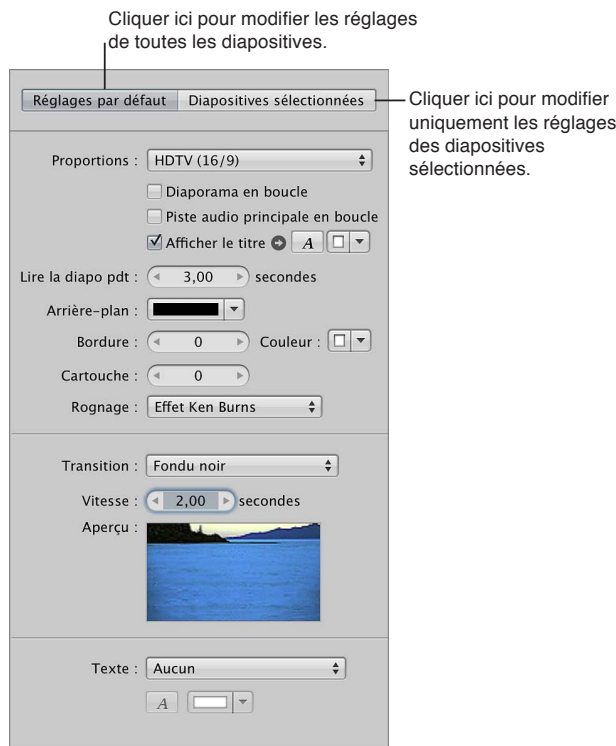 Cliquer ici pour modifier les réglages
de toutes les diapositives.
Réglages par défaut Diapositives sélectionnées
Cliquer ici pour modifier
uniquement les réglages
des diapositives
sélectionnées.
Proportions : HDTV (16/9)
Diaporama en boucle
Piste audio principale en boucle
Afficher le titre A
Lire la diapo pdt : 3,00 secondes
Arrière-plan :
Bordure : 0 Couleur :
Cartouche : 0
Rognage : Effet Ken Burns
Transition : Fondu noir
Vitesse : 2,00 secondes
Aperçu :
Texte : Aucun
A